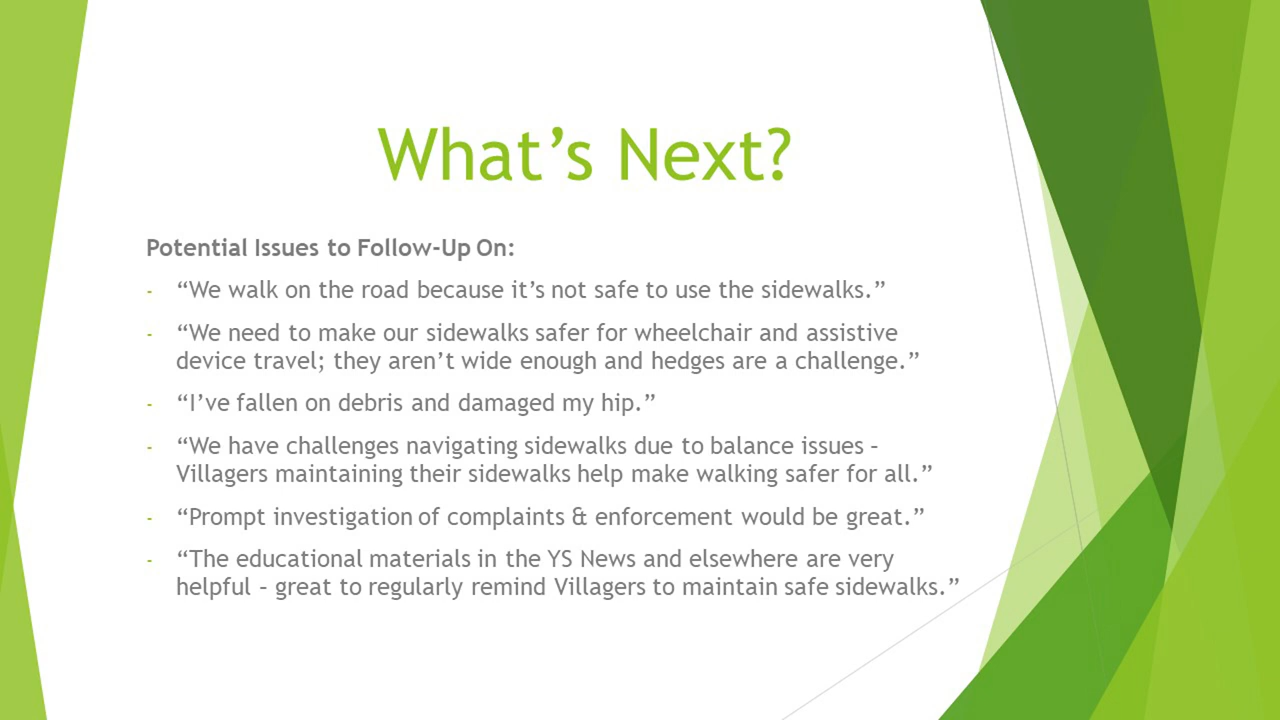 What’s Next?
Potential Issues to Follow-Up On:
- “We walk on the road because it’s not safe to use the sidewalks.”
- “We need to make our sidewalks safer for wheelchair and assistive
device travel; they aren’t wide enough and hedges are a challenge.”
- “I’ve fallen on debris and damaged my hip.”
- “We have challenges navigating sidewalks due to balance issues –
Villagers maintaining their sidewalks help make walking safer for all.”
- “Prompt investigation of complaints & enforcement would be great.”
- “The educational materials in the YS News and elsewhere are very
helpful – great to regularly remind Villagers to maintain safe sidewalks.”